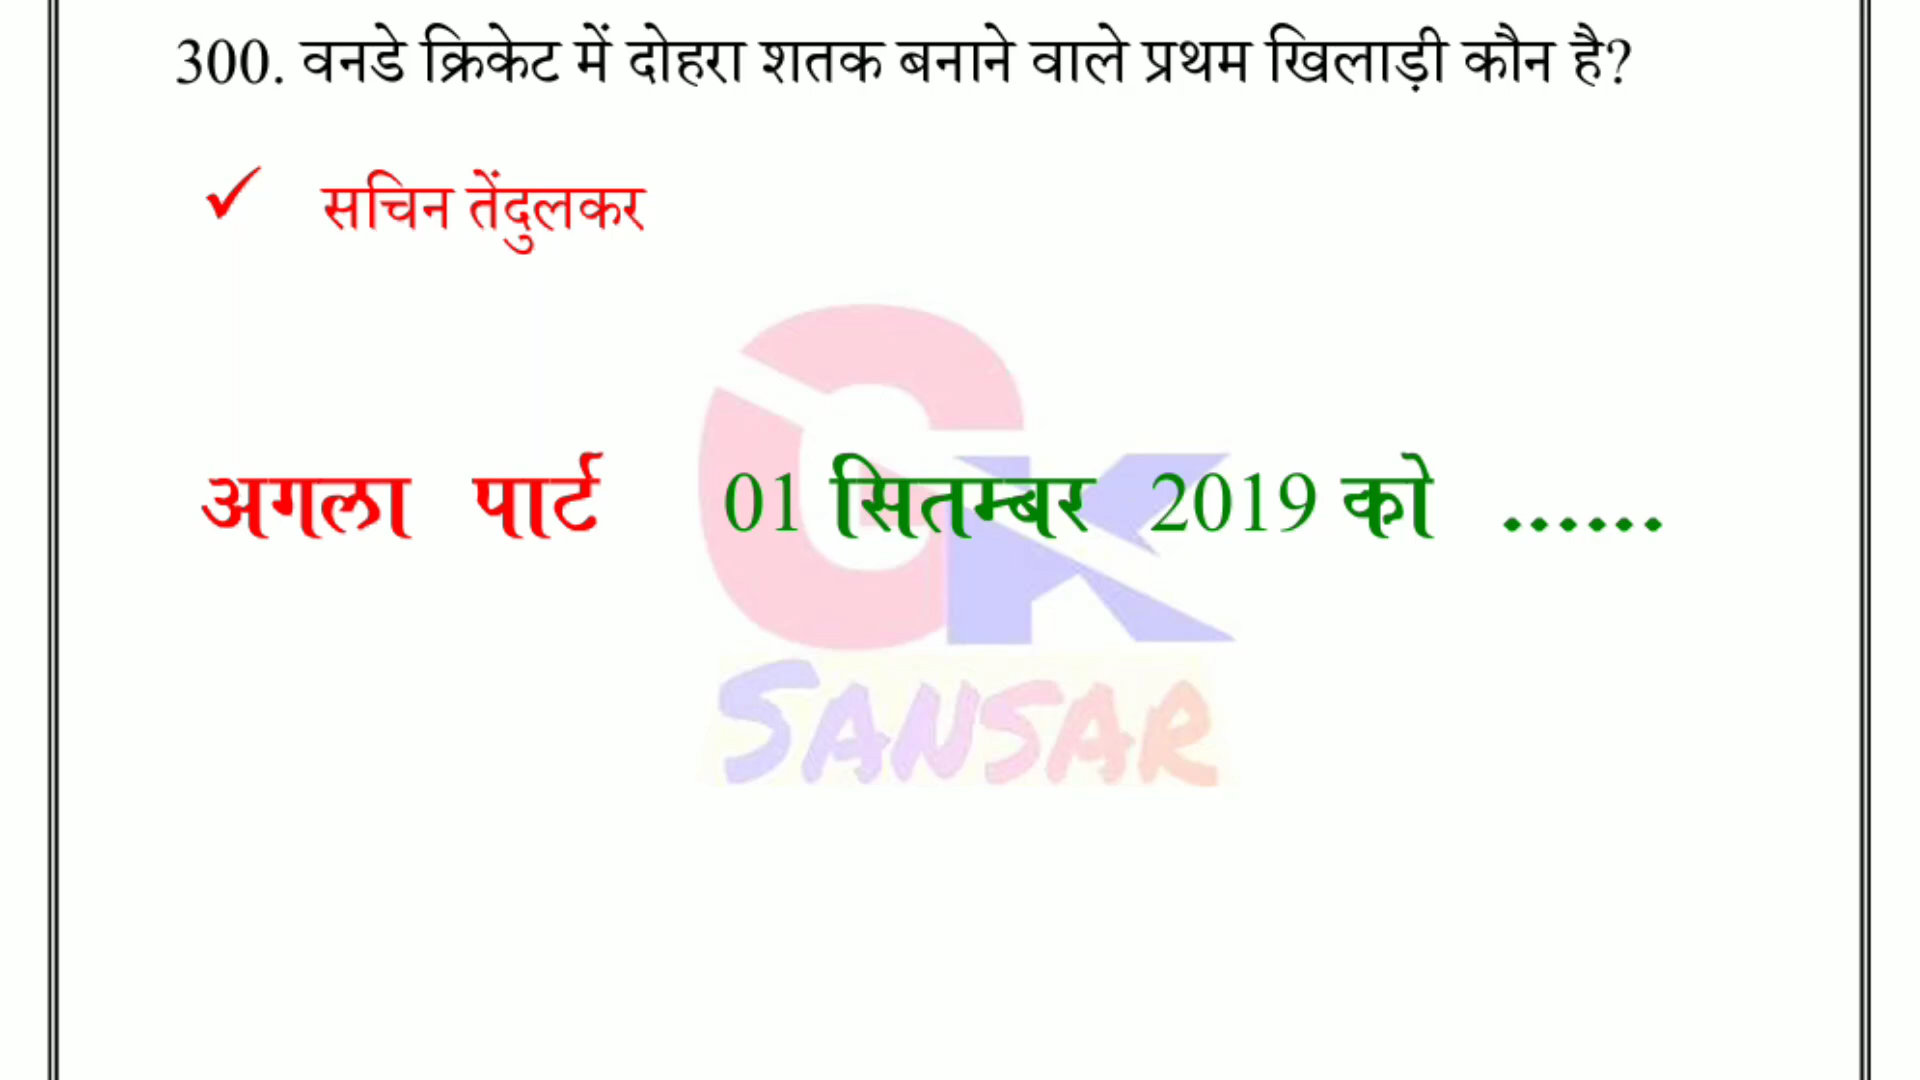 300. वनडे क्रिकेट में दोहरा शतक बनाने वाले प्रथम खिलाड़ी कौन है?
✓ सचिन तेंदुलकर
अगला पार्ट 01 सितम्बर 2019 को ......
GK
SANSAR